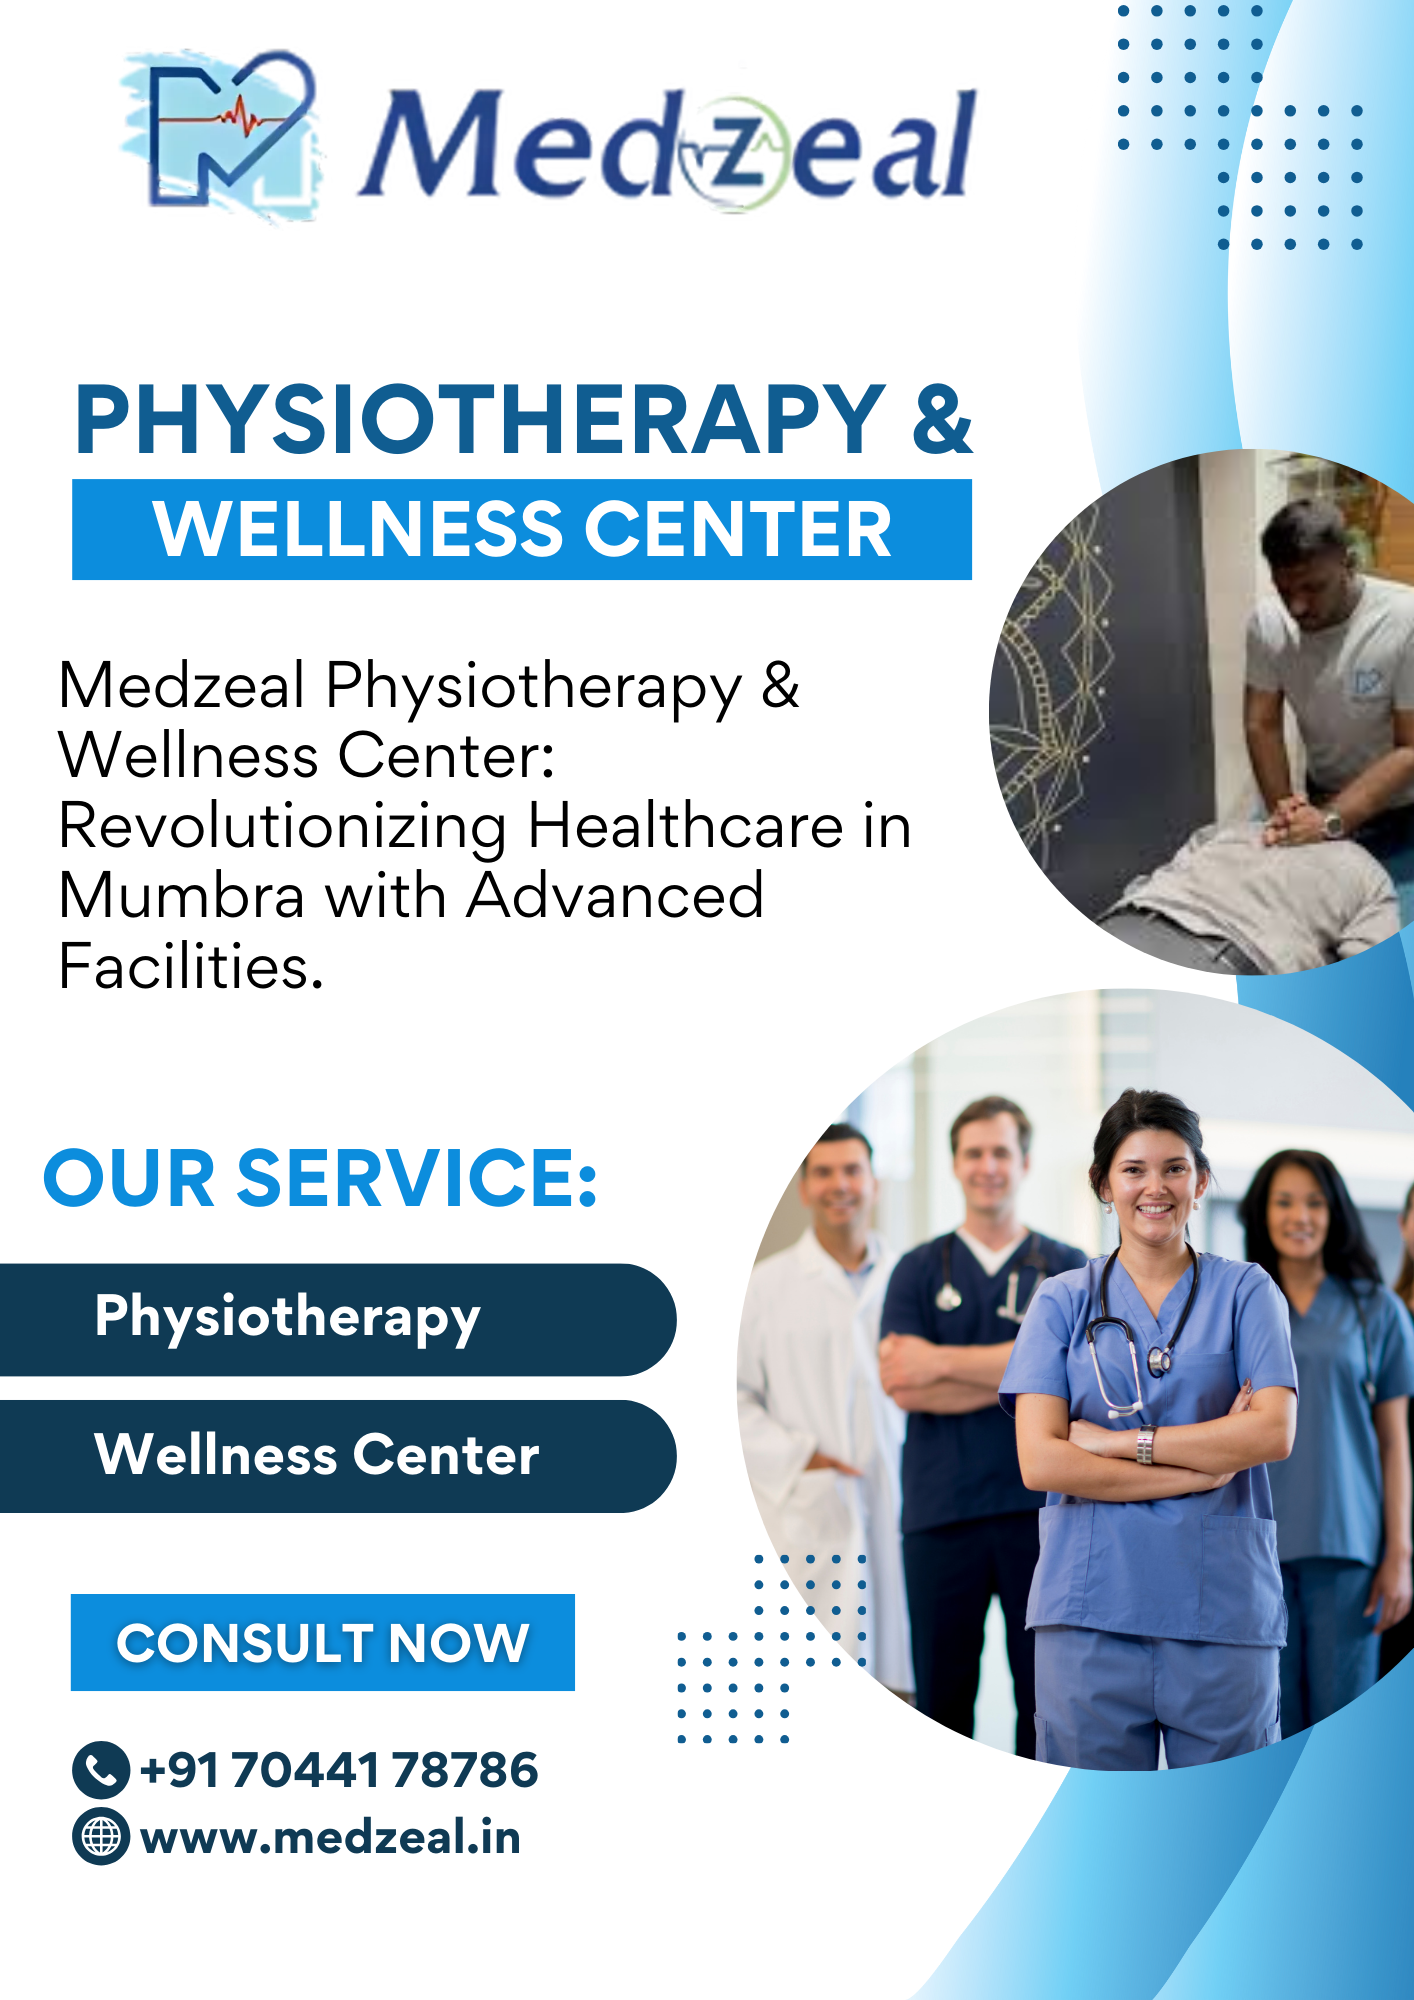 Medzeal
PHYSIOTHERAPY &
WELLNESS CENTER
Medzeal Physiotherapy &
Wellness Center:
Revolutionizing Healthcare in
Mumbra with Advanced
Facilities.
OUR SERVICE:
Physiotherapy
Wellness Center
CONSULT NOW
+91 70441 78786
www.medzeal.in